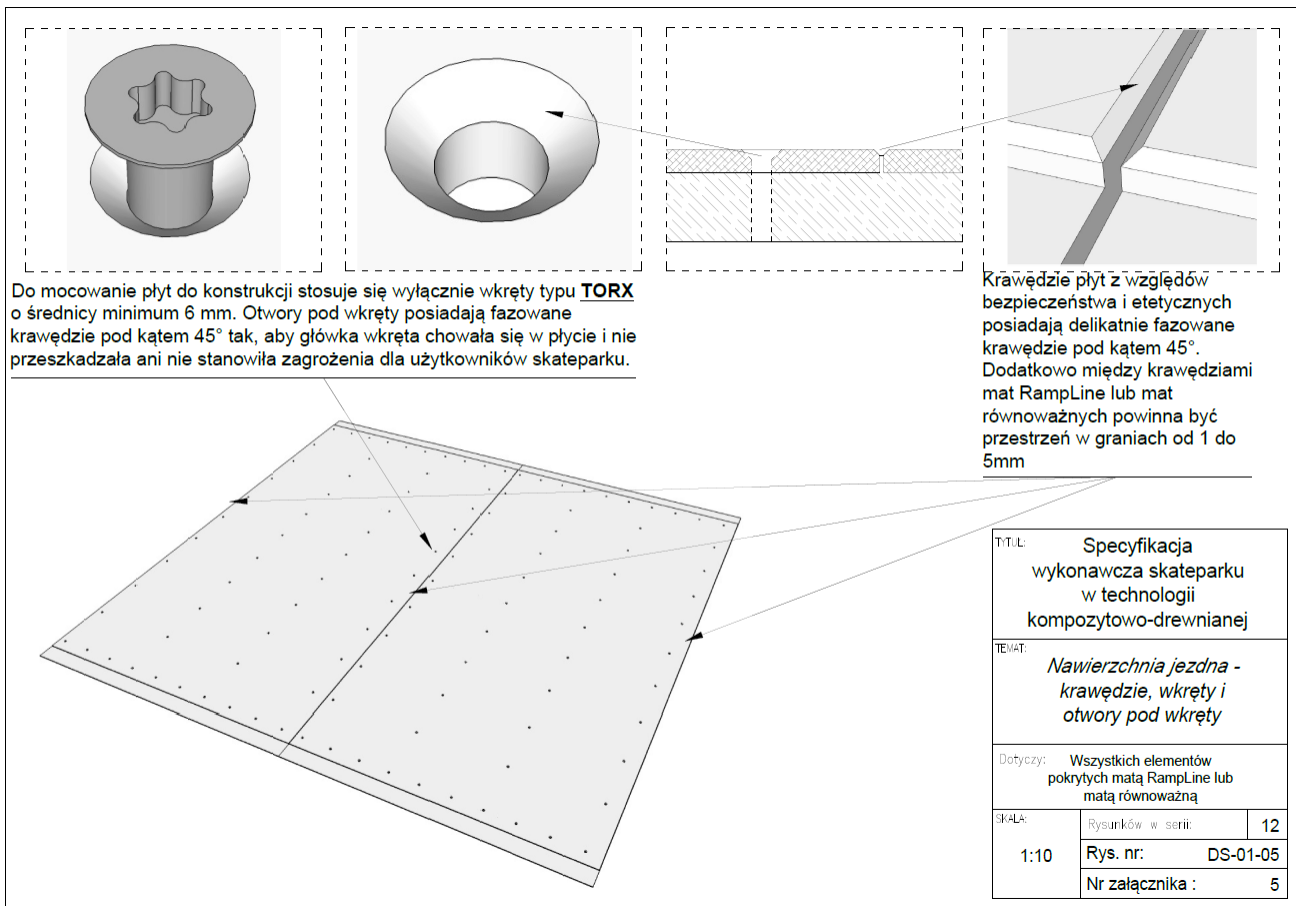 Do mocowanie płyt do konstrukcji stosuje się wyłącznie wkręty typu TORX
o średnicy minimum 6 mm. Otwory pod wkręty posiadają fazowane
krawędzie pod kątem 45° tak, aby główka wkręta chowała się w płycie i nie
przeszkadzała ani nie stanowiła zagrożenia dla użytkowników skateparku.
Krawędzie płyt z względów
bezpieczeństwa i etetycznych
posiadają delikatnie fazowane
krawędzie pod kątem 45°.
Dodatkowo między krawędziami
mat RampLine lub mat
równoważnych powinna być
przestrzeń w graniach od 1 do
5mm
TYTUŁ:
Specyfikacja
wykonawcza skateparku
w technologii
kompozytowo-drewnianej
TEMAT:
Nawierzchnia jezdna -
krawędzie, wkręty i
otwory pod wkręty
Dotyczy:
Wszystkich elementów
pokrytych matą RampLine lub
matą równoważną
SKALA:
1:10
Rysunków w serii: 12
Rys. nr: DS-01-05
Nr załącznika : 5